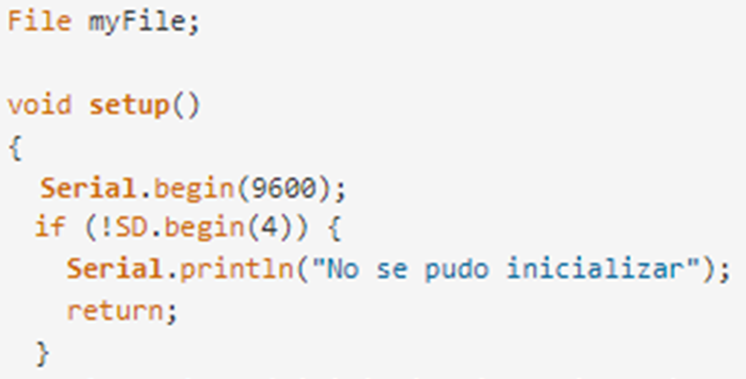 File myFile;
void setup()
{
Serial.begin(9600);
if (!SD.begin(4)) {
Serial.println("No se pudo inicializar");
return;
}